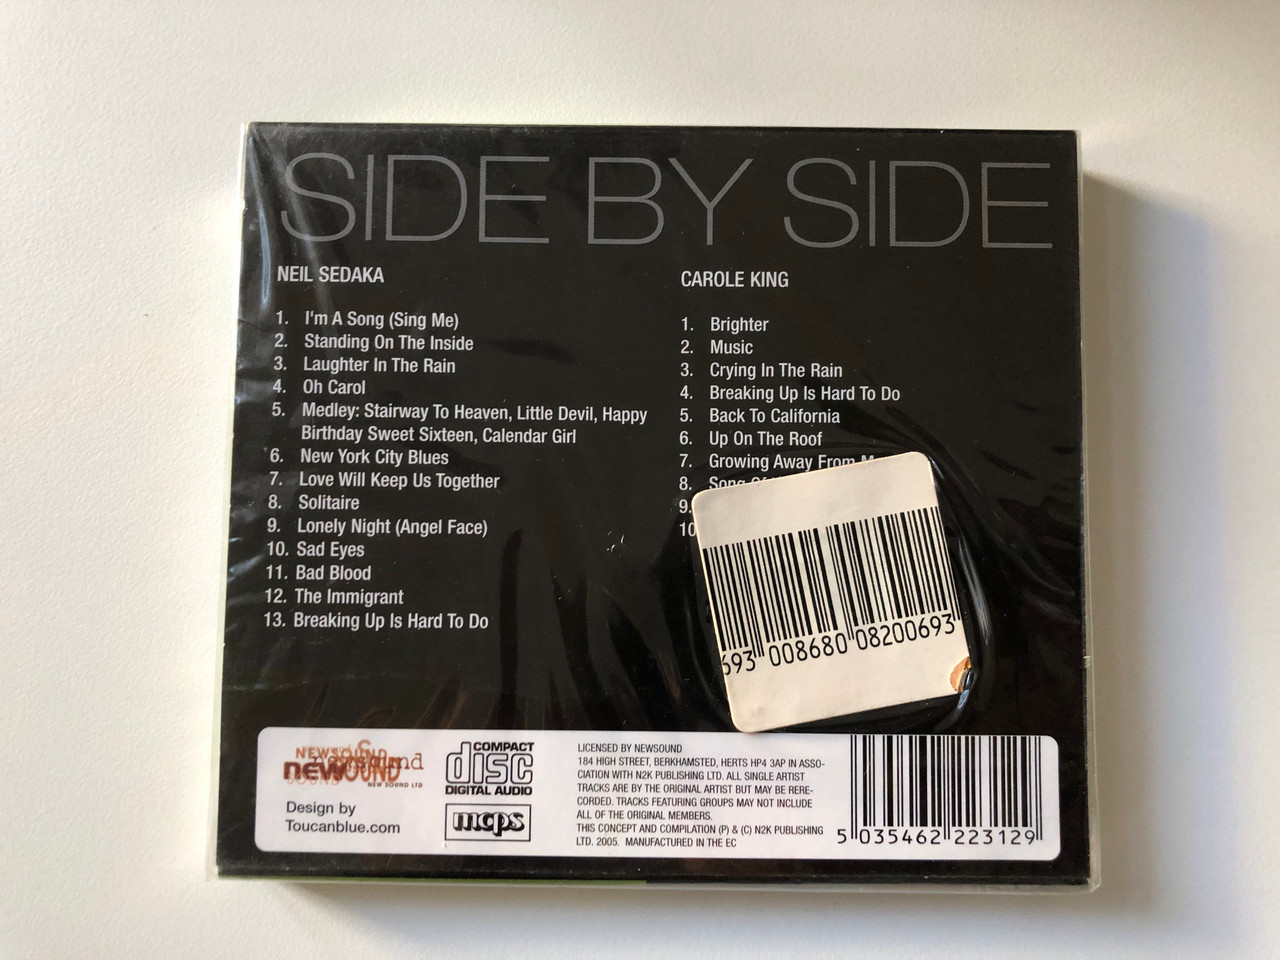 SIDE BY SIDE
NEIL SEDAKA
1. I'm A Song (Sing Me)
2. Standing On The Inside
3. Laughter In The Rain
4. Oh Carol
5. Medley: Stairway To Heaven, Little Devil, Happy
Birthday Sweet Sixteen, Calendar Girl
6. New York City Blues
7. Love Will Keep Us Together
8. Solitaire
9. Lonely Night (Angel Face)
10. Sad Eyes
11. Bad Blood
12. The Immigrant
13. Breaking Up Is Hard To Do
CAROLE KING
1. Brighter
2. Music
3. Crying In The Rain
4. Breaking Up Is Hard To Do
5. Back To California
6. Up On The Roof
7. Growing Away From
8. Song
9.
10
693 008680 08200693
NEWSOUND
newsound
NEW SOUND
NEW SOUND LTD
Design by
Toucanblue.com
COMPACT
disc
DIGITAL AUDIO
mcps
LICENSED BY NEWSOUND
184 HIGH STREET, BERKHAMSTED, HERTS HP4 3AP IN ASSO-
CIATION WITH N2K PUBLISHING LTD. ALL SINGLE ARTIST
TRACKS ARE BY THE ORIGINAL ARTIST BUT MAY BE RERE-
CORDED. TRACKS FEATURING GROUPS MAY NOT INCLUDE
ALL OF THE ORIGINAL MEMBERS.
THIS CONCEPT AND COMPILATION (P) & (C) N2K PUBLISHING
LTD. 2005. MANUFACTURED IN THE EC
5 035462 223129